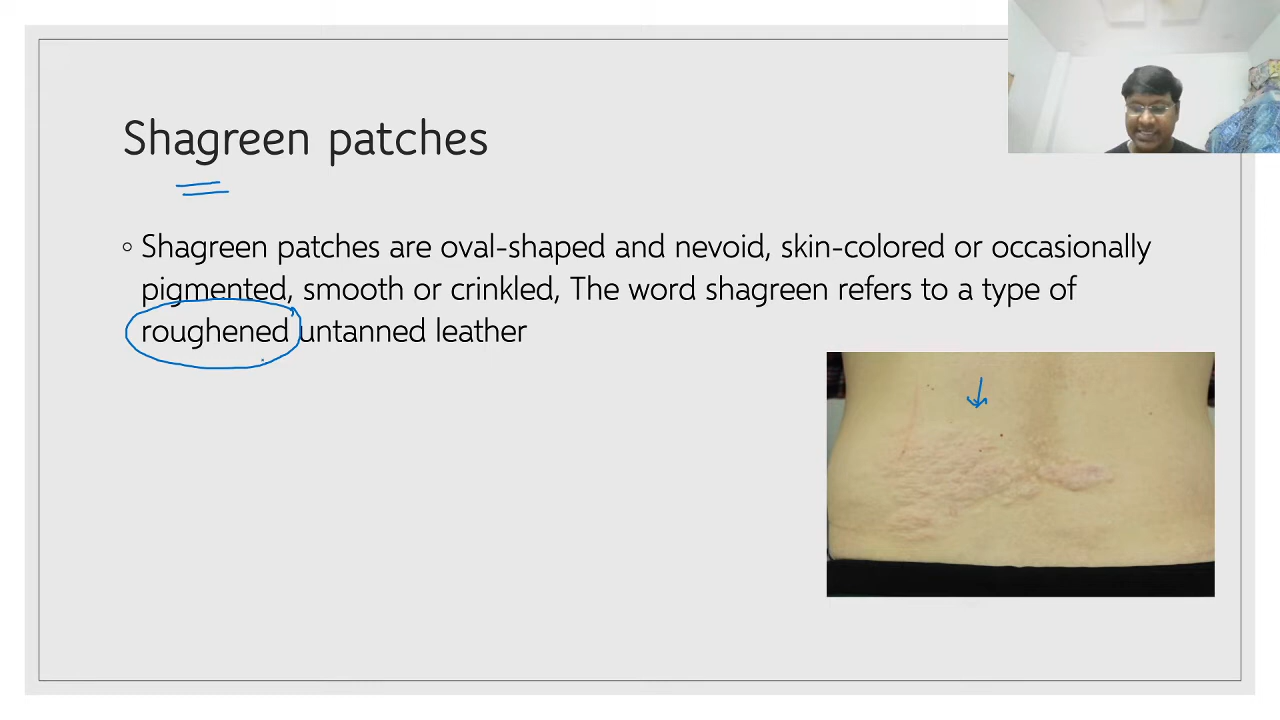 Shagreen patches
Shagreen patches are oval-shaped and nevoid, skin-colored or occasionally
pigmented, smooth or crinkled, The word shagreen refers to a type of
roughened untanned leather